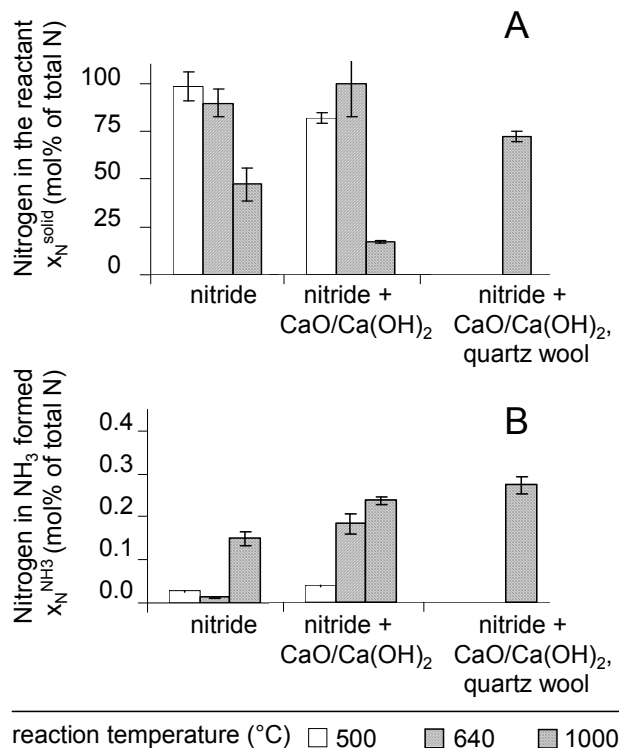 A
Nitrogen in the reactant
x_N^solid (mol% of total N)
100
75
50
25
0
nitride
nitride +
CaO/Ca(OH)₂
nitride +
CaO/Ca(OH)₂,
quartz wool
B
Nitrogen in NH₃ formed
x_N^NH3 (mol% of total N)
0.4
0.3
0.2
0.1
0.0
nitride
nitride +
CaO/Ca(OH)₂
nitride +
CaO/Ca(OH)₂,
quartz wool
reaction temperature (°C) 500 640 1000